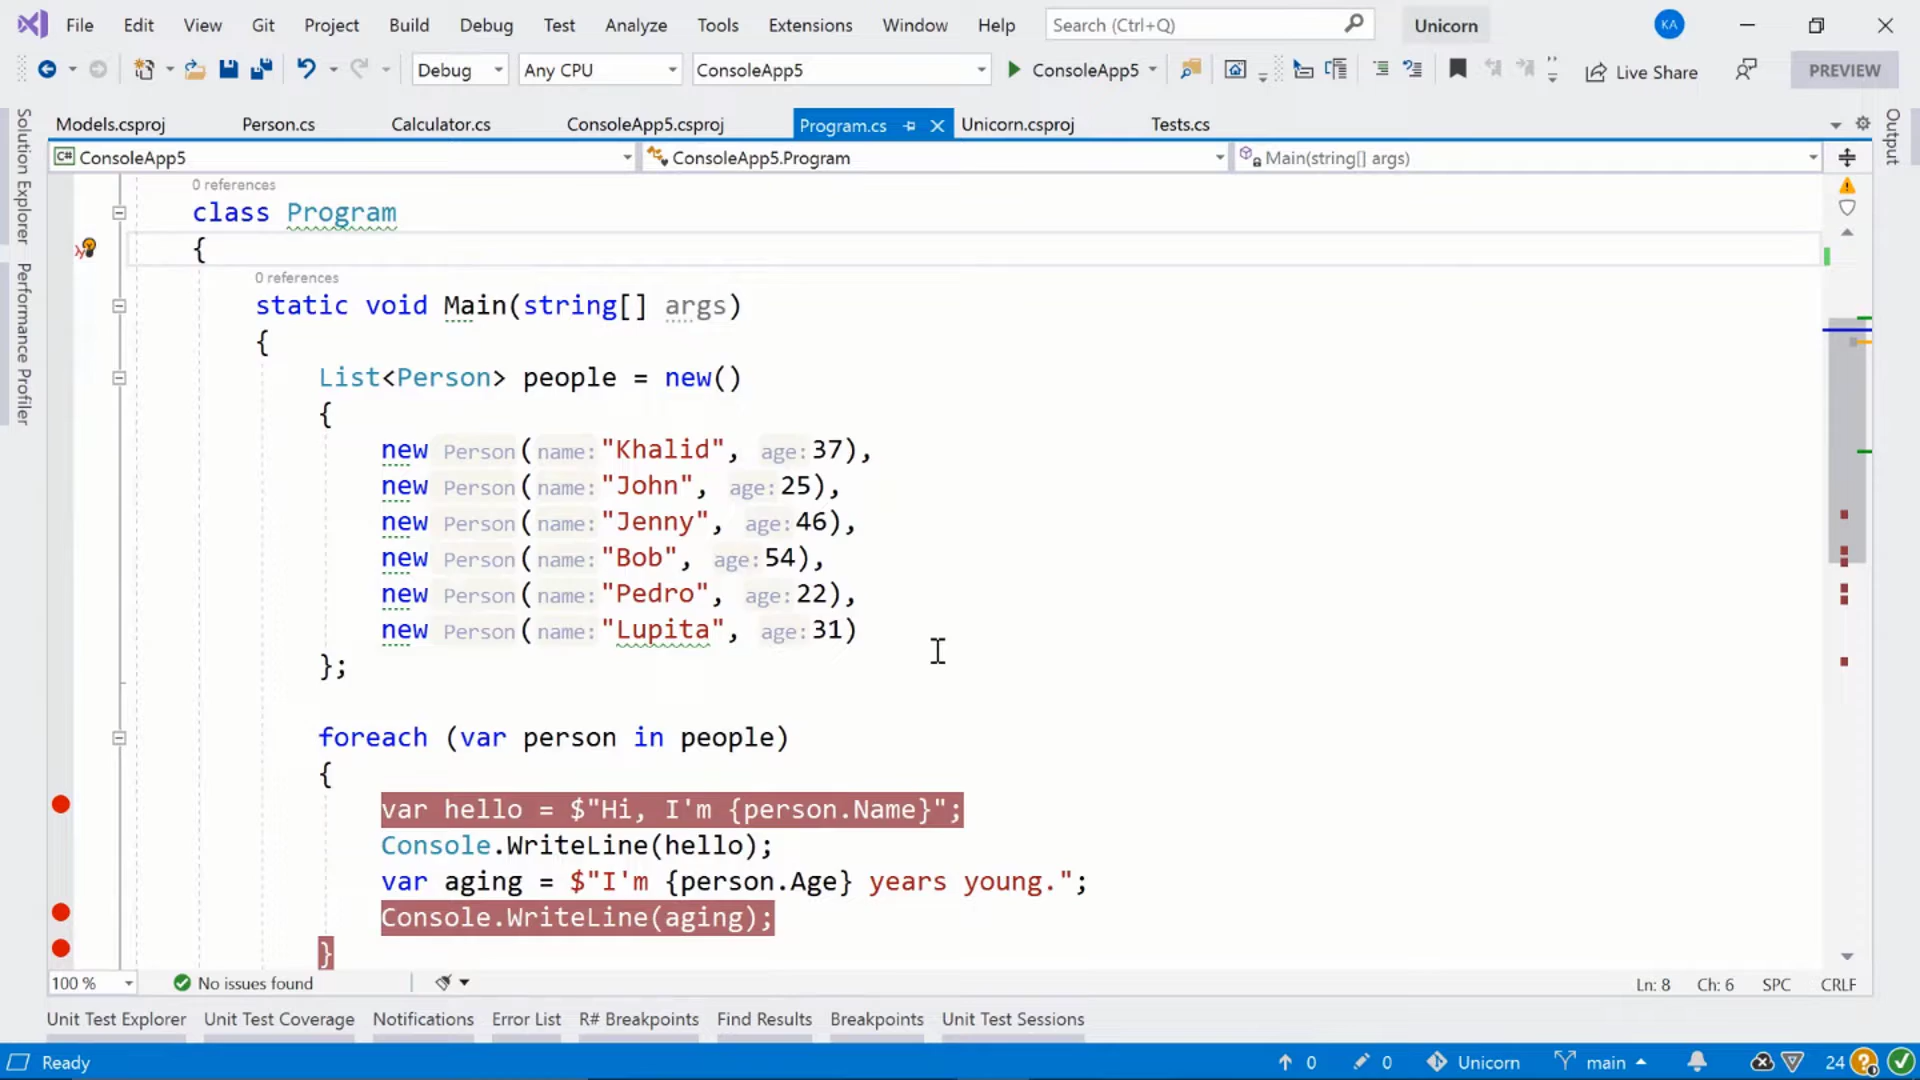 File Edit View Git Project Build Debug Test Analyze Tools Extensions Window Help Search (Ctrl+Q) Unicorn KA
Debug Any CPU ConsoleApp5 ConsoleApp5 Live Share PREVIEW
Solution Explorer
Performance Profiler
Models.csproj Person.cs Calculator.cs ConsoleApp5.csproj Program.cs Unicorn.csproj Tests.cs
Output
C# ConsoleApp5 ConsoleApp5.Program Main(string[] args)
0 references
class Program
{
0 references
static void Main(string[] args)
{
List<Person> people = new()
{
new Person(name:"Khalid", age:37),
new Person(name:"John", age:25),
new Person(name:"Jenny", age:46),
new Person(name:"Bob", age:54),
new Person(name:"Pedro", age:22),
new Person(name:"Lupita", age:31)
};
foreach (var person in people)
{
var hello = $"Hi, I'm {person.Name}";
Console.WriteLine(hello);
var aging = $"I'm {person.Age} years young.";
Console.WriteLine(aging);
}
100 % No issues found Ln: 8 Ch: 6 SPC CRLF
Unit Test Explorer Unit Test Coverage Notifications Error List R# Breakpoints Find Results Breakpoints Unit Test Sessions
Ready 0 0 Unicorn main 24